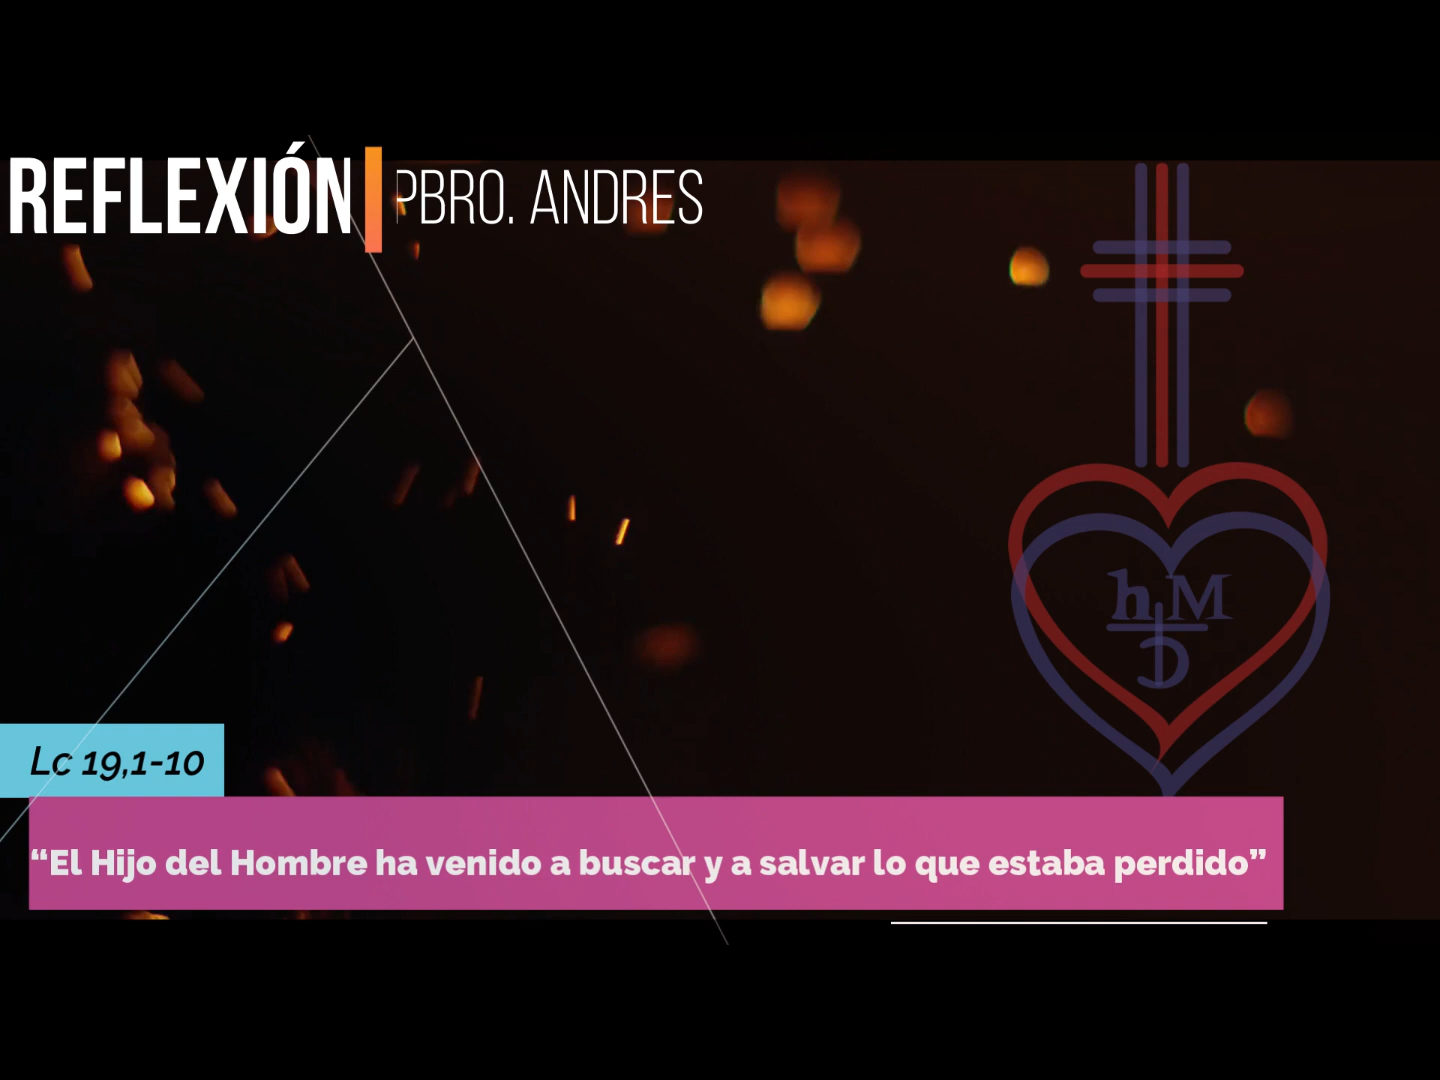 REFLEXIÓN PBRO. ANDRES
hM
Lc 19,1-10
“El Hijo del Hombre ha venido a buscar y a salvar lo que estaba perdido”